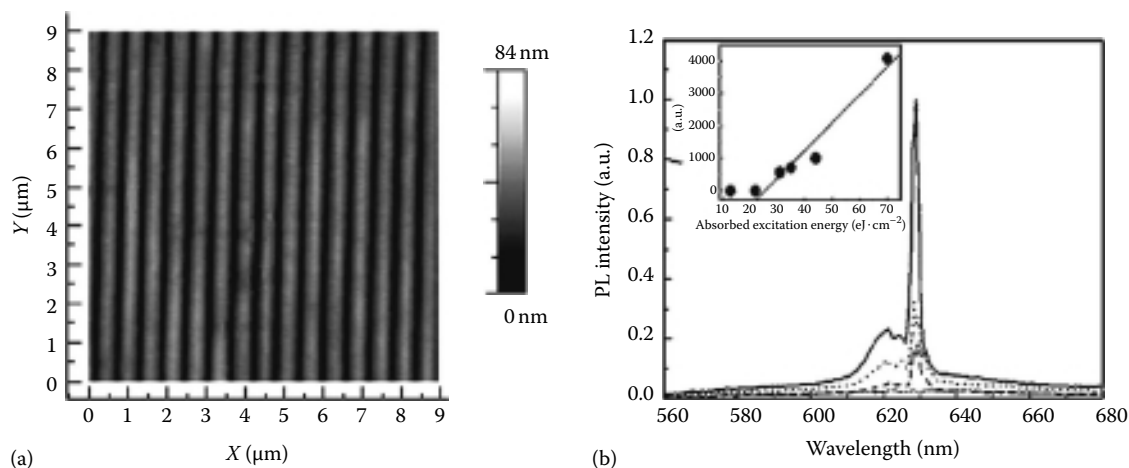 9
8
7
6
5
4
3
2
1
0
Y (μm)
0 1 2 3 4 5 6 7 8 9
X (μm)
(a)
84 nm
0 nm
1.2
1.0
0.8
0.6
0.4
0.2
0.0
PL intensity (a.u.)
560 580 600 620 640 660 680
Wavelength (nm)
(b)
4000
3000
2000
1000
0
(a.u.)
10 20 30 40 50 60 70
Absorbed excitation energy (eJ·cm⁻²)